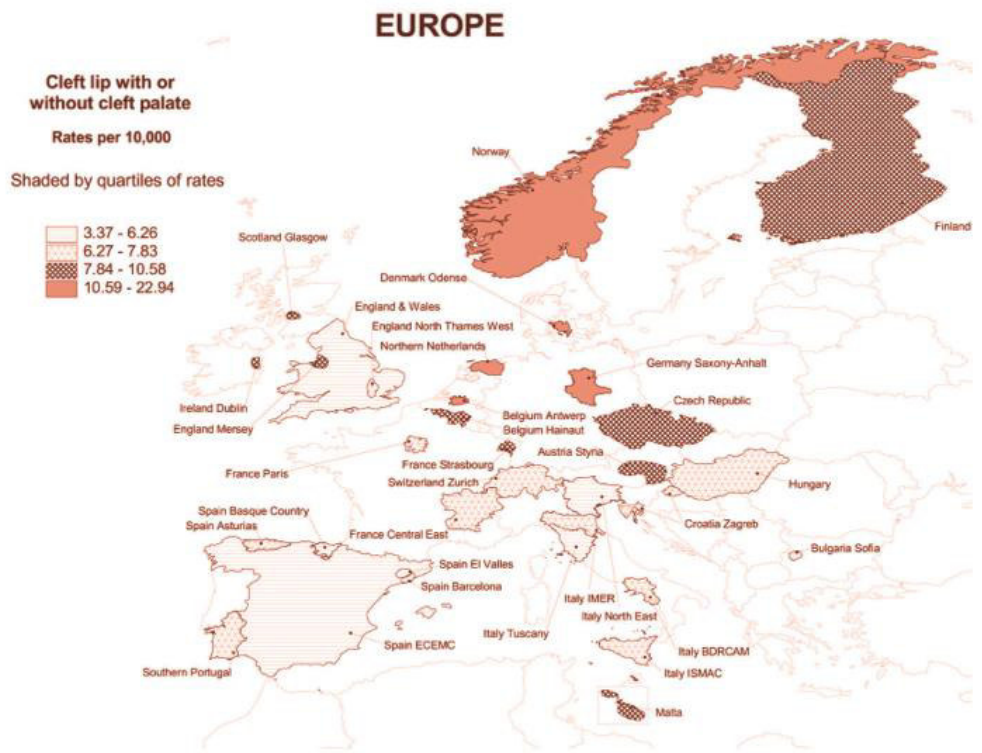 EUROPE
Cleft lip with or
without cleft palate
Rates per 10,000
Shaded by quartiles of rates
3.37 - 6.26
6.27 - 7.83
7.84 - 10.58
10.59 - 22.94
Norway
Finland
Scotland Glasgow
Denmark Odense
England & Wales
England North Thames West
Northern Netherlands
Germany Saxony-Anhalt
Czech Republic
Ireland Dublin
Belgium Antwerp
England Mersey
Belgium Hainaut
Austria Styria
France Strasbourg
France Paris
Switzerland Zurich
Hungary
Spain Basque Country
Spain Asturias
Croatia Zagreb
France Central East
Bulgaria Sofia
Spain El Valles
Spain Barcelona
Italy IMER
Italy North East
Italy Tuscany
Spain ECEMC
Italy BDRCAM
Southern Portugal
Italy ISMAC
Malta